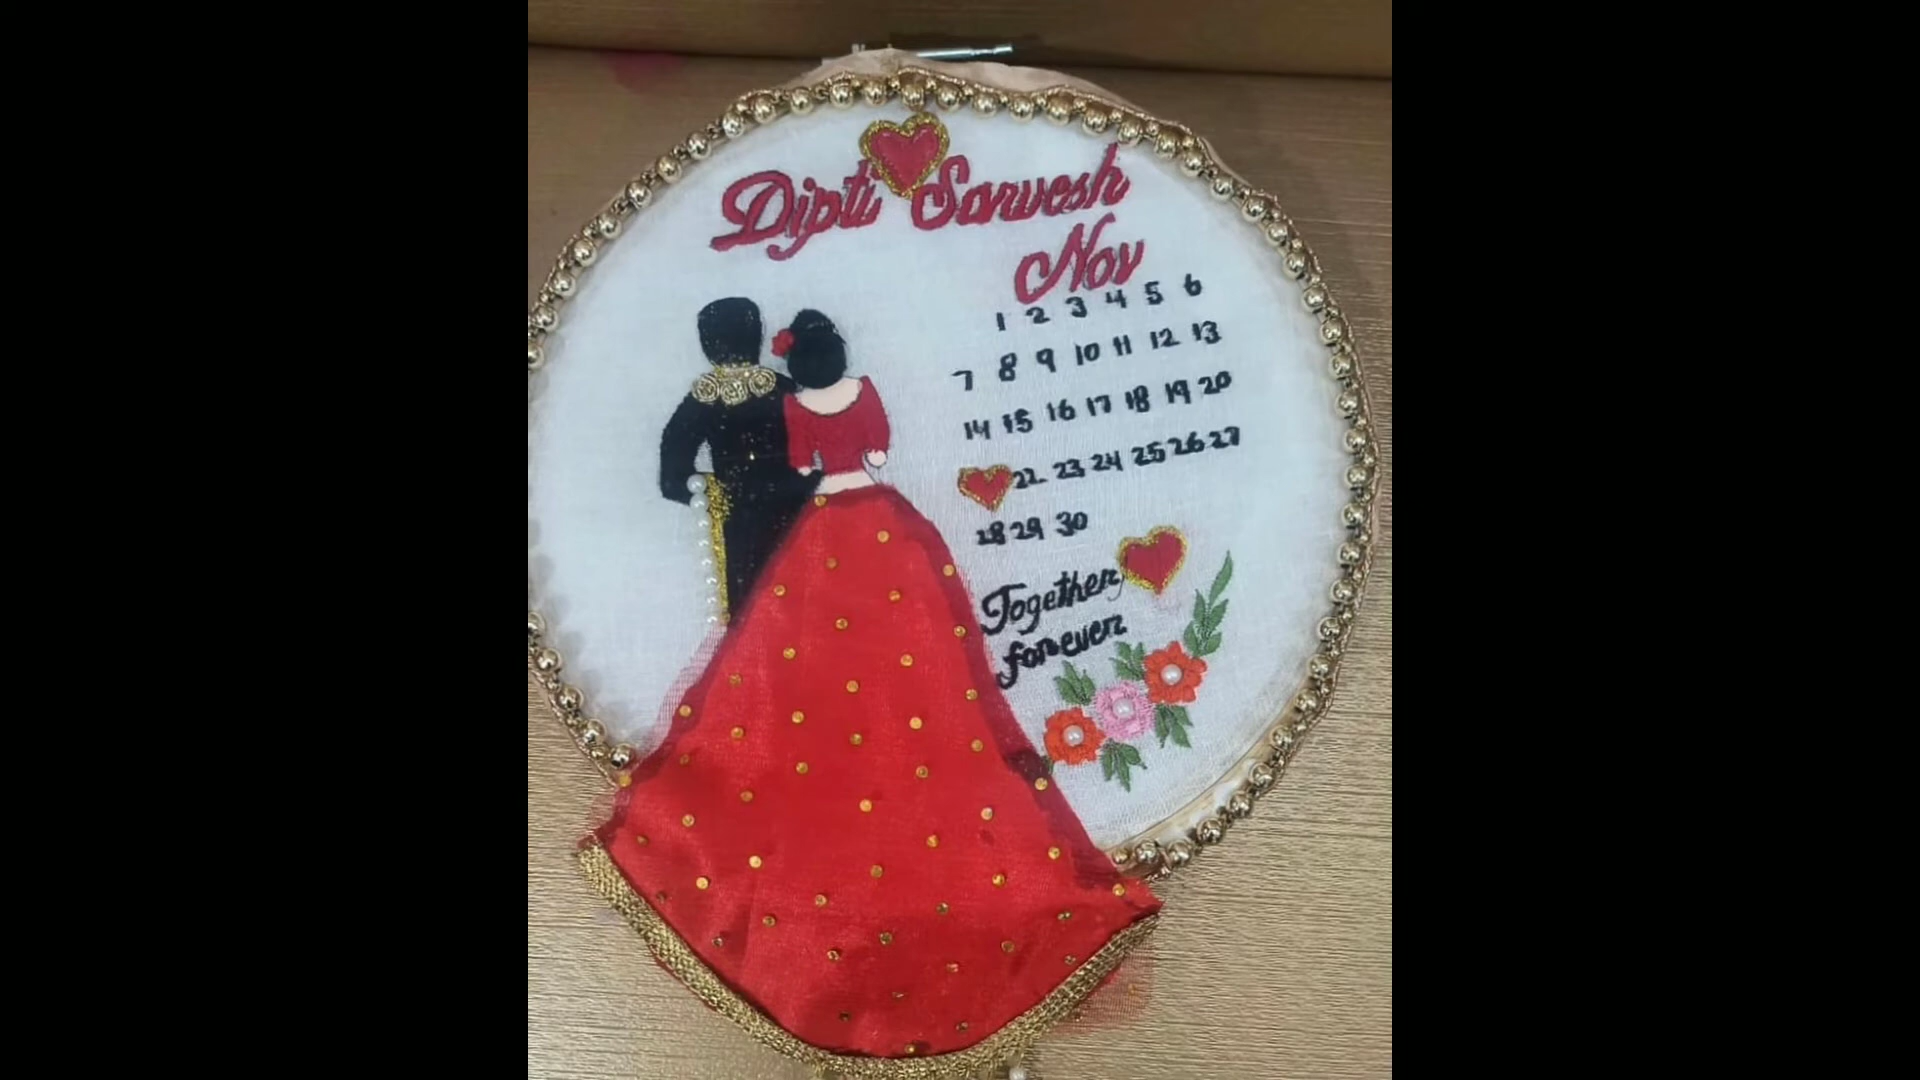 Dipti Sarvesh
Nov
1 2 3 4 5 6
7 8 9 10 11 12 13
14 15 16 17 18 19 20
22 23 24 25 26 27
28 29 30
Together
forever